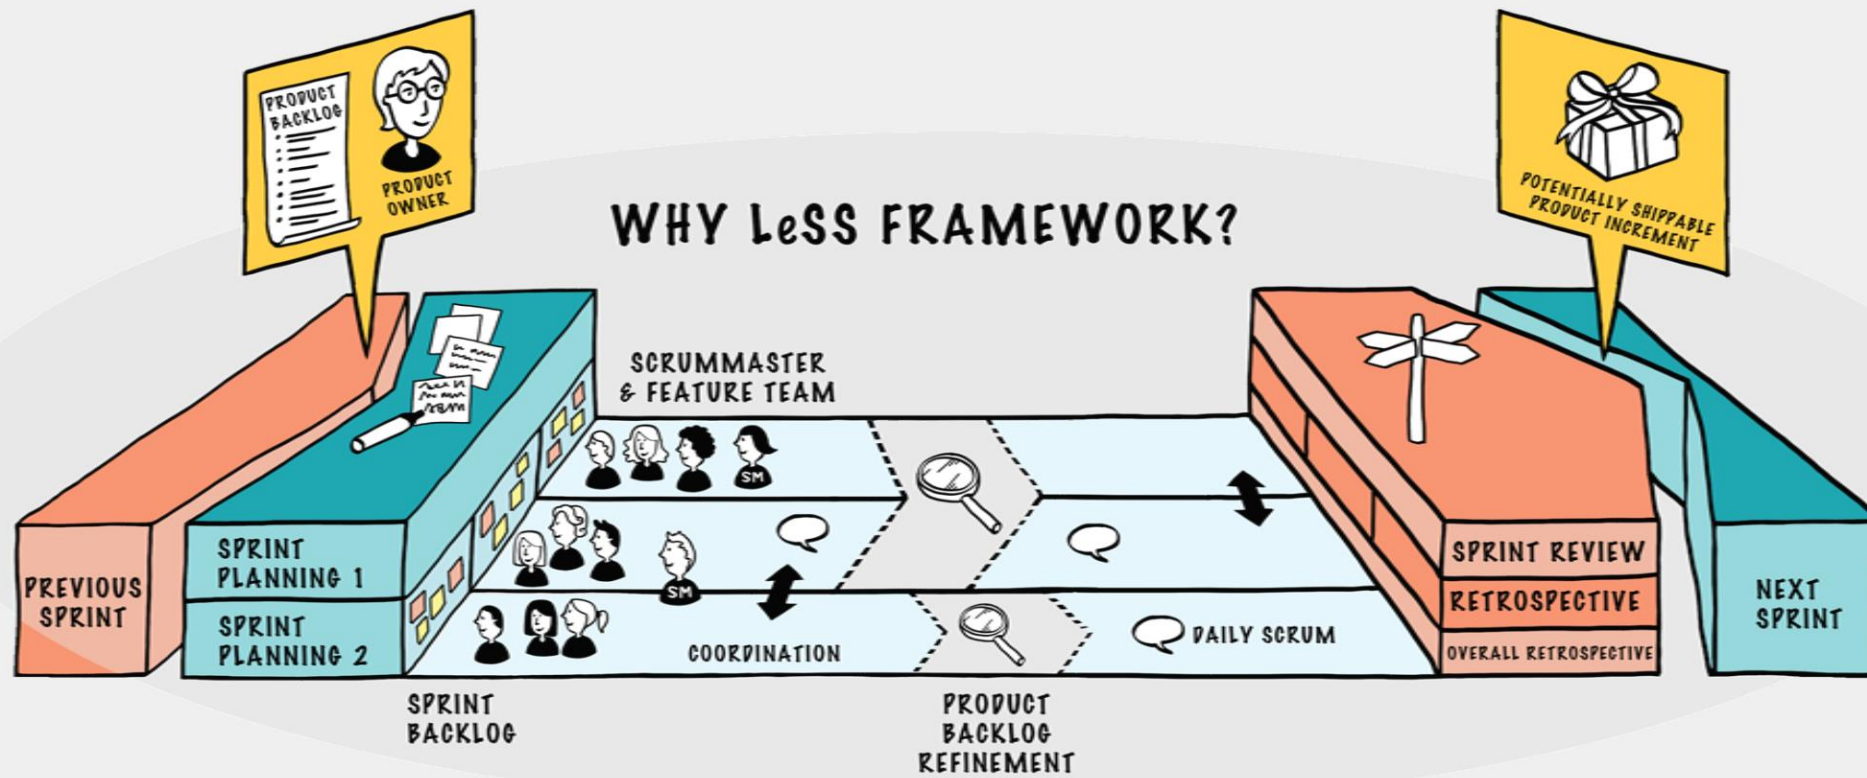 PRODUCT
BACKLOG
PRODUCT
OWNER
WHY LeSS FRAMEWORK?
POTENTIALLY SHIPPABLE
PRODUCT INCREMENT
SCRUMMASTER
& FEATURE TEAM
SM
SM
PREVIOUS
SPRINT
SPRINT
PLANNING 1
SPRINT
PLANNING 2
COORDINATION
DAILY SCRUM
SPRINT REVIEW
RETROSPECTIVE
OVERALL RETROSPECTIVE
NEXT
SPRINT
SPRINT
BACKLOG
PRODUCT
BACKLOG
REFINEMENT